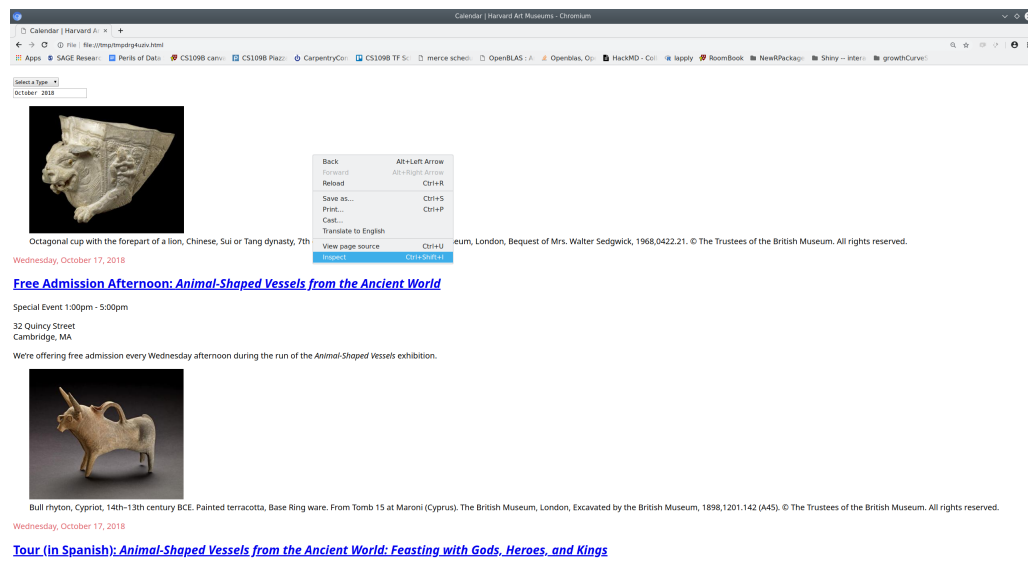 Calendar | Harvard Art Museums - Chromium
Calendar | Harvard Ar × +
File | file:///tmp/tmpdrg4uziv.html
Apps SAGE Researc Perils of Data CS109B canva CS109B Piazz CarpentryCon CS109B TF Sc merce schedu OpenBLAS : A Openblas, Op HackMD - Coll lapply RoomBook NewRPackage Shiny -- intera growthCurveS
Select a Type
October 2018
Back Alt+Left Arrow
Forward Alt+Right Arrow
Reload Ctrl+R
Save as... Ctrl+S
Print... Ctrl+P
Cast...
Translate to English
View page source Ctrl+U
Inspect Ctrl+Shift+I
Octagonal cup with the forepart of a lion, Chinese, Sui or Tang dynasty, 7th eum, London, Bequest of Mrs. Walter Sedgwick, 1968,0422.21. © The Trustees of the British Museum. All rights reserved.
Wednesday, October 17, 2018
Free Admission Afternoon: Animal-Shaped Vessels from the Ancient World
Special Event 1:00pm - 5:00pm
32 Quincy Street
Cambridge, MA
We're offering free admission every Wednesday afternoon during the run of the Animal-Shaped Vessels exhibition.
Bull rhyton, Cypriot, 14th–13th century BCE. Painted terracotta, Base Ring ware. From Tomb 15 at Maroni (Cyprus). The British Museum, London, Excavated by the British Museum, 1898,1201.142 (A45). © The Trustees of the British Museum. All rights reserved.
Wednesday, October 17, 2018
Tour (in Spanish): Animal-Shaped Vessels from the Ancient World: Feasting with Gods, Heroes, and Kings